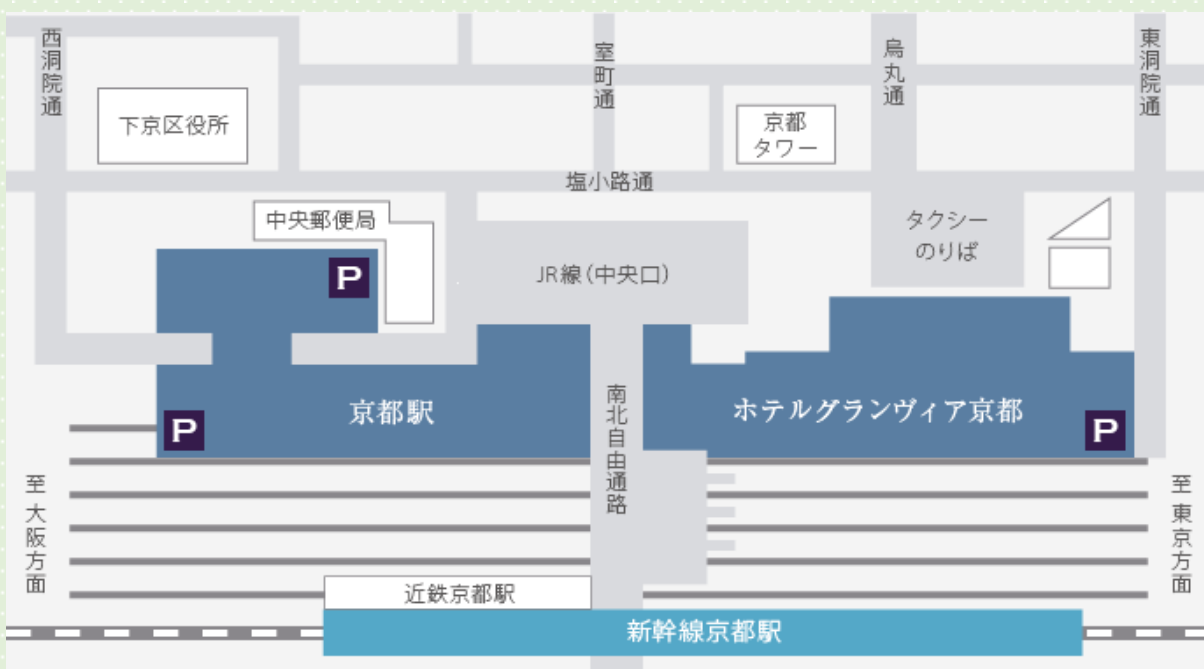 西洞院通
室町通
烏丸通
東洞院通
下京区役所
京都
タワー
塩小路通
中央郵便局
タクシー
のりば
P
JR線(中央口)
京都駅
南北自由通路
ホテルグランヴィア京都
P
P
至 大阪方面
至 東京方面
近鉄京都駅
新幹線京都駅